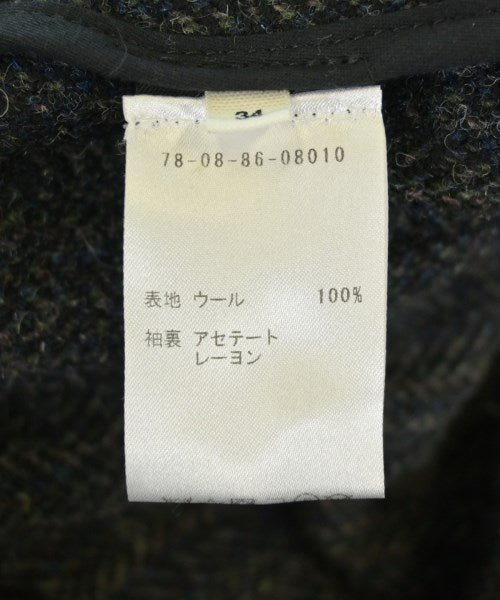 34
78-08-86-08010
表地 ウール 100%
袖裏 アセテート
レーヨン